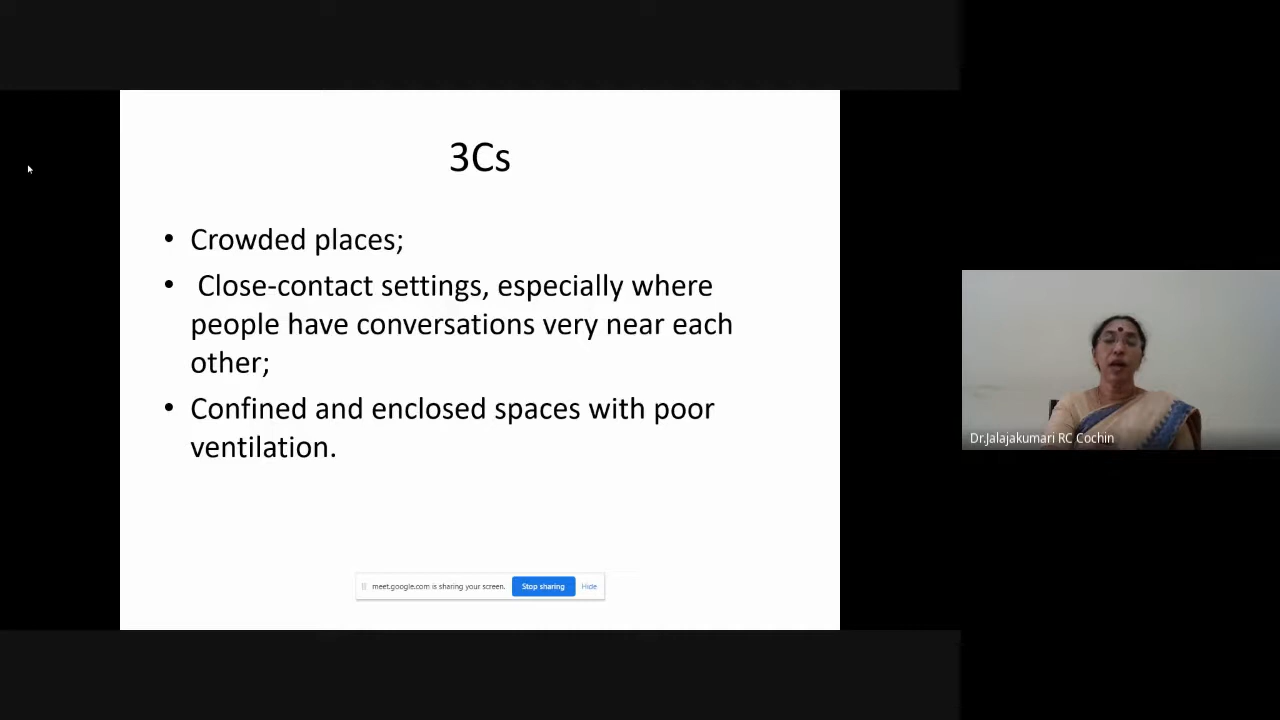 3Cs
• Crowded places;
• Close-contact settings, especially where
people have conversations very near each
other;
• Confined and enclosed spaces with poor
ventilation.
meet.google.com is sharing your screen. Stop sharing Hide
Dr.Jalajakumari RC Cochin